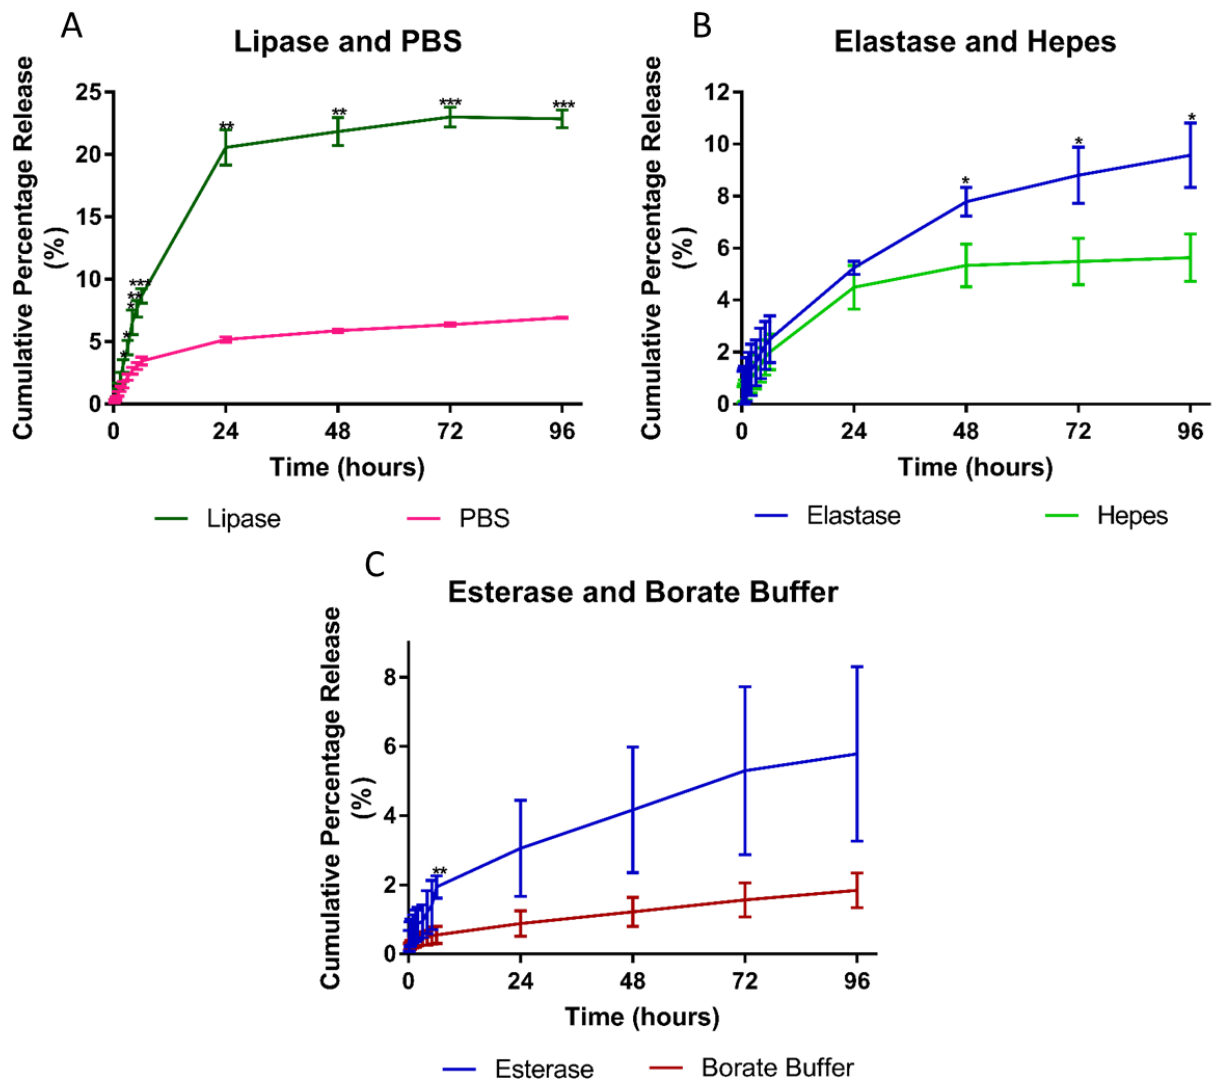 A
Lipase and PBS
Cumulative Percentage Release
(%)
25
20
15
10
5
0
**
**
***
***
***
**
*
*
*
0 24 48 72 96
Time (hours)
Lipase PBS
B
Elastase and Hepes
Cumulative Percentage Release
(%)
12
10
8
6
4
2
0
*
*
*
0 24 48 72 96
Time (hours)
Elastase Hepes
C
Esterase and Borate Buffer
Cumulative Percentage Release
(%)
8
6
4
2
0
**
0 24 48 72 96
Time (hours)
Esterase Borate Buffer